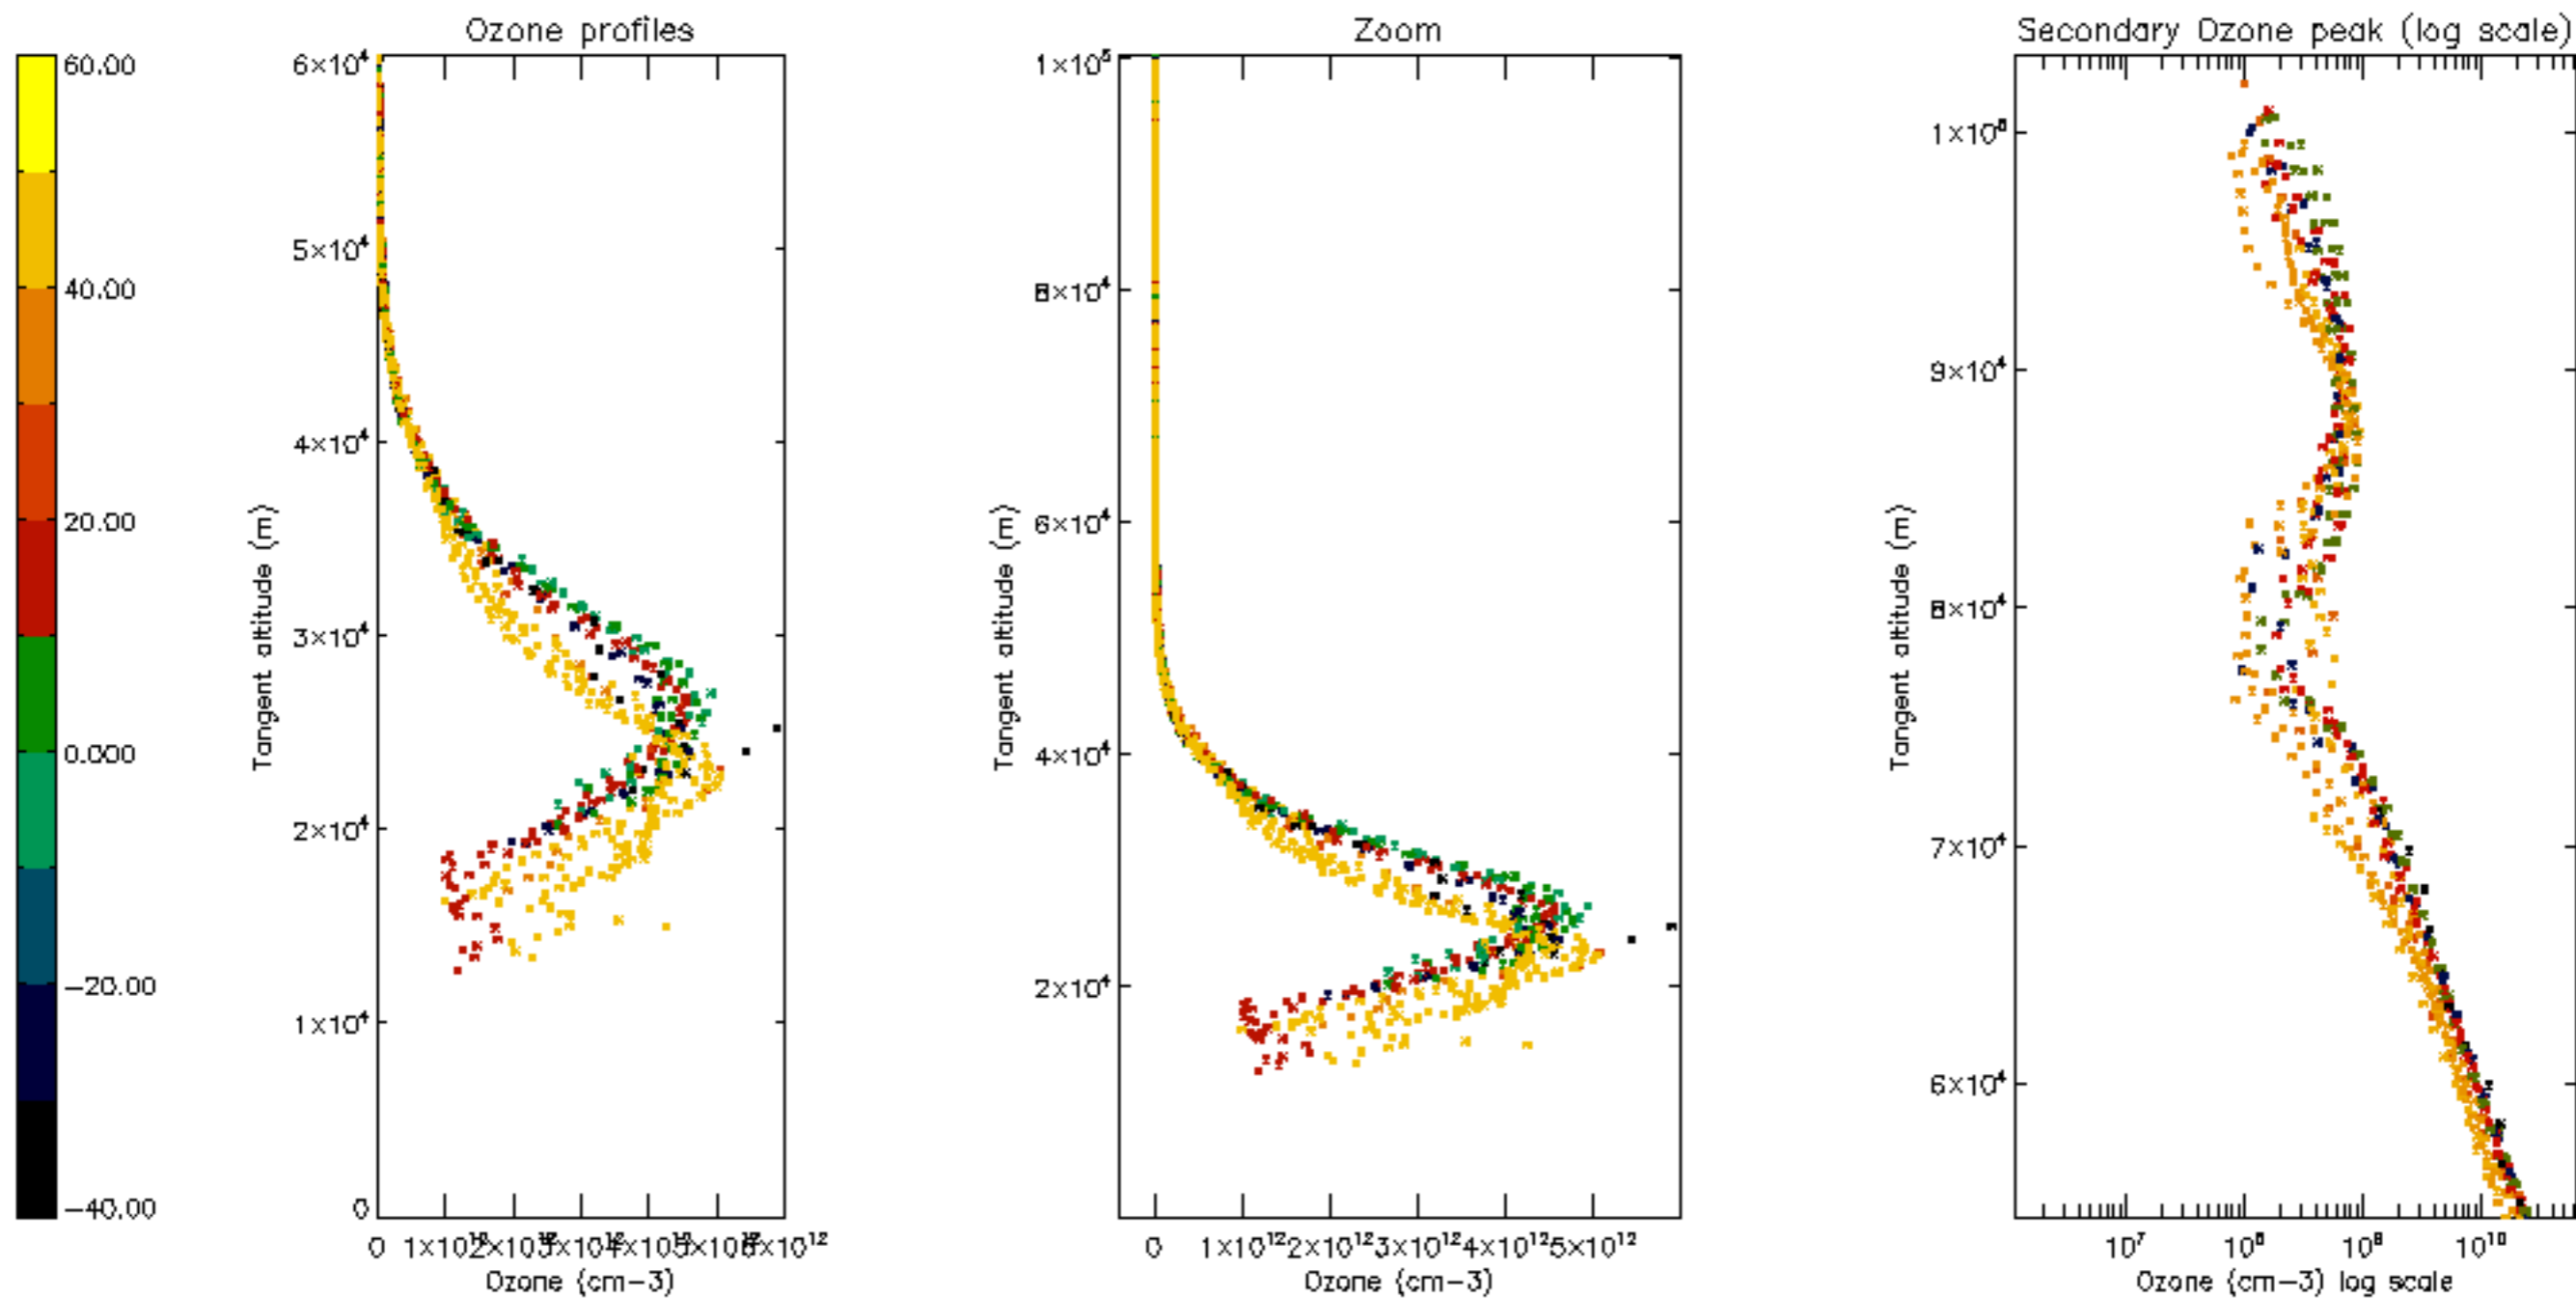 Ozone profiles
Zoom
Secondary Ozone peak (log scale)
60.00
40.00
20.00
0.000
−20.00
−40.00
6×10⁴
5×10⁴
4×10⁴
3×10⁴
2×10⁴
1×10⁴
0
Tangent altitude (m)
0
Ozone (cm−3)
1×10⁵
8×10⁴
6×10⁴
4×10⁴
2×10⁴
Tangent altitude (m)
0 1×10¹² 2×10¹² 3×10¹² 4×10¹² 5×10¹²
Ozone (cm−3)
9×10⁴
8×10⁴
7×10⁴
6×10⁴
Tangent altitude (m)
10⁷ 10⁸ 10⁹ 10¹⁰
Ozone (cm−3) log scale